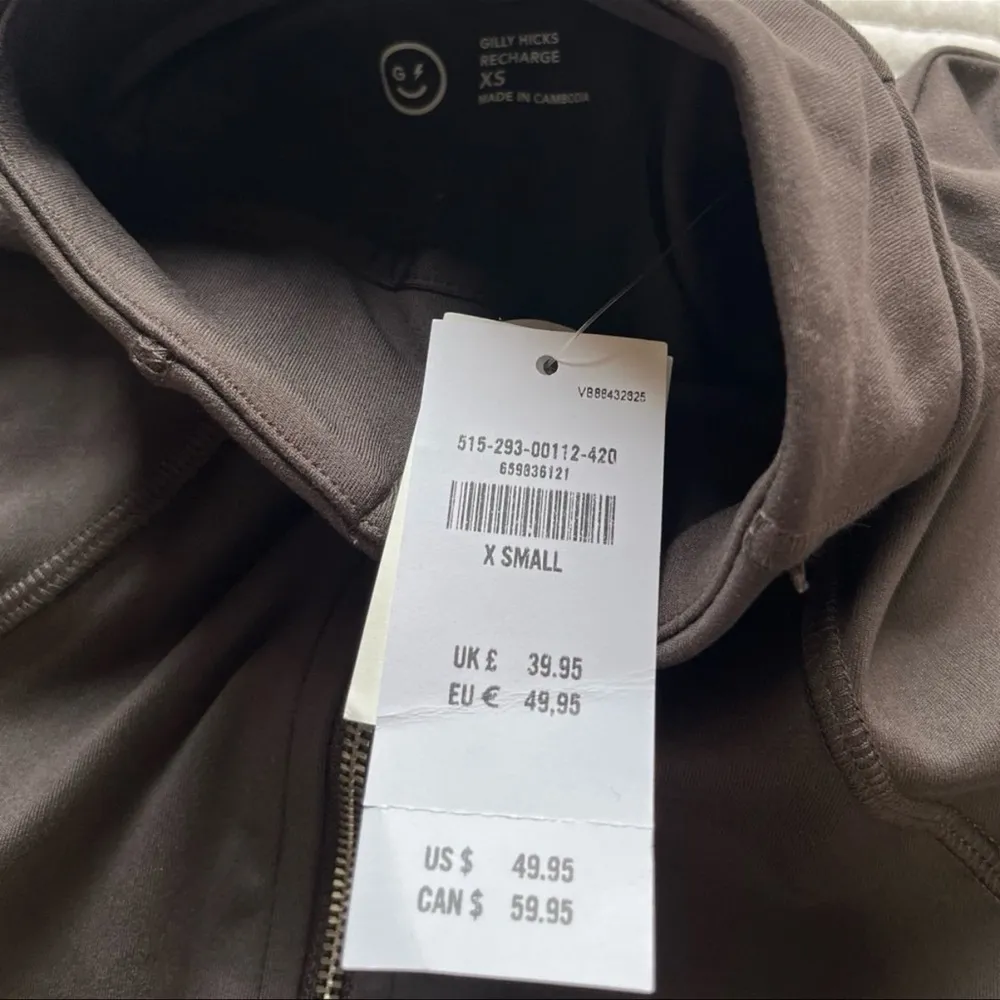 G
GILLY HICKS
RECHARGE
XS
MADE IN CAMBODIA
VB88432825
515-293-00112-420
659836121
X SMALL
UK £ 39.95
EU € 49,95
US $ 49.95
CAN $ 59.95